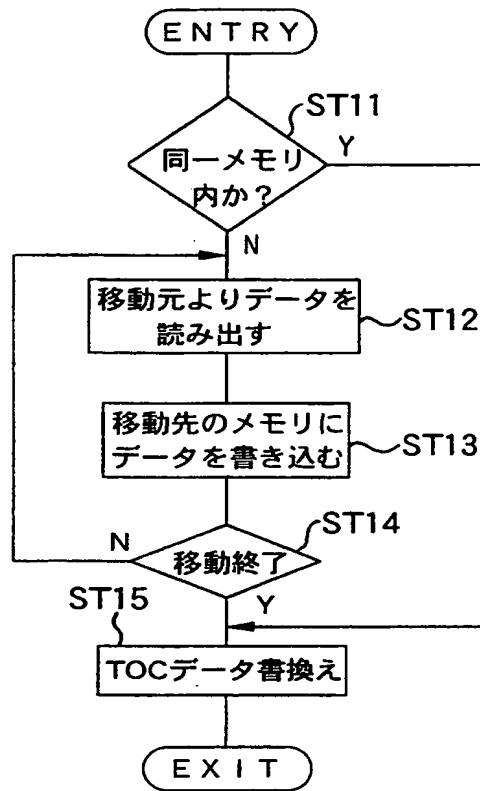 ENTRY
ST11
同一メモリ
内か?
Y
N
移動元よりデータを
読み出す
ST12
移動先のメモリに
データを書き込む
ST13
ST14
N
移動終了
ST15
Y
TOCデータ書換え
EXIT